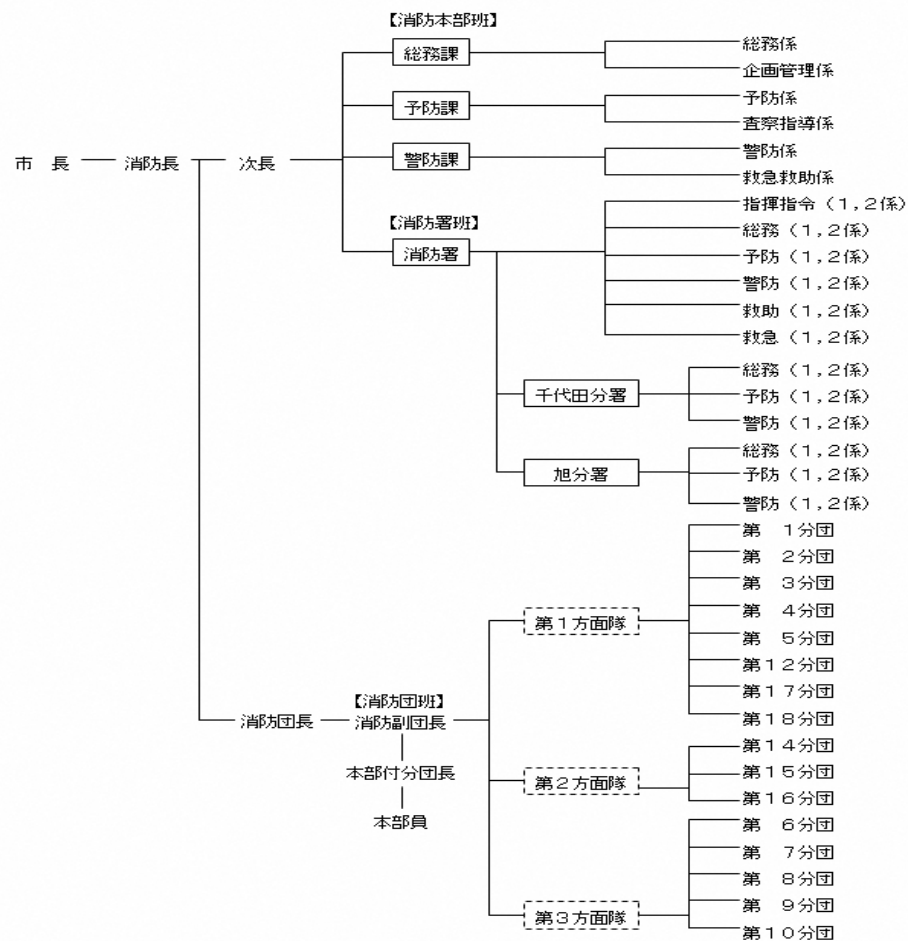 【消防本部班】
総務課
総務係
企画管理係
予防課
予防係
査察指導係
市 長
消防長
次長
警防課
警防係
救急救助係
【消防署班】
消防署
指揮指令（１，２係）
総務（１，２係）
予防（１，２係）
警防（１，２係）
救助（１，２係）
救急（１，２係）
千代田分署
総務（１，２係）
予防（１，２係）
警防（１，２係）
旭分署
総務（１，２係）
予防（１，２係）
警防（１，２係）
消防団長
【消防団班】
消防副団長
本部付分団長
本部員
第１方面隊
第　１分団
第　２分団
第　３分団
第　４分団
第　５分団
第１２分団
第１７分団
第１８分団
第２方面隊
第１４分団
第１５分団
第１６分団
第３方面隊
第　６分団
第　７分団
第　８分団
第　９分団
第１０分団